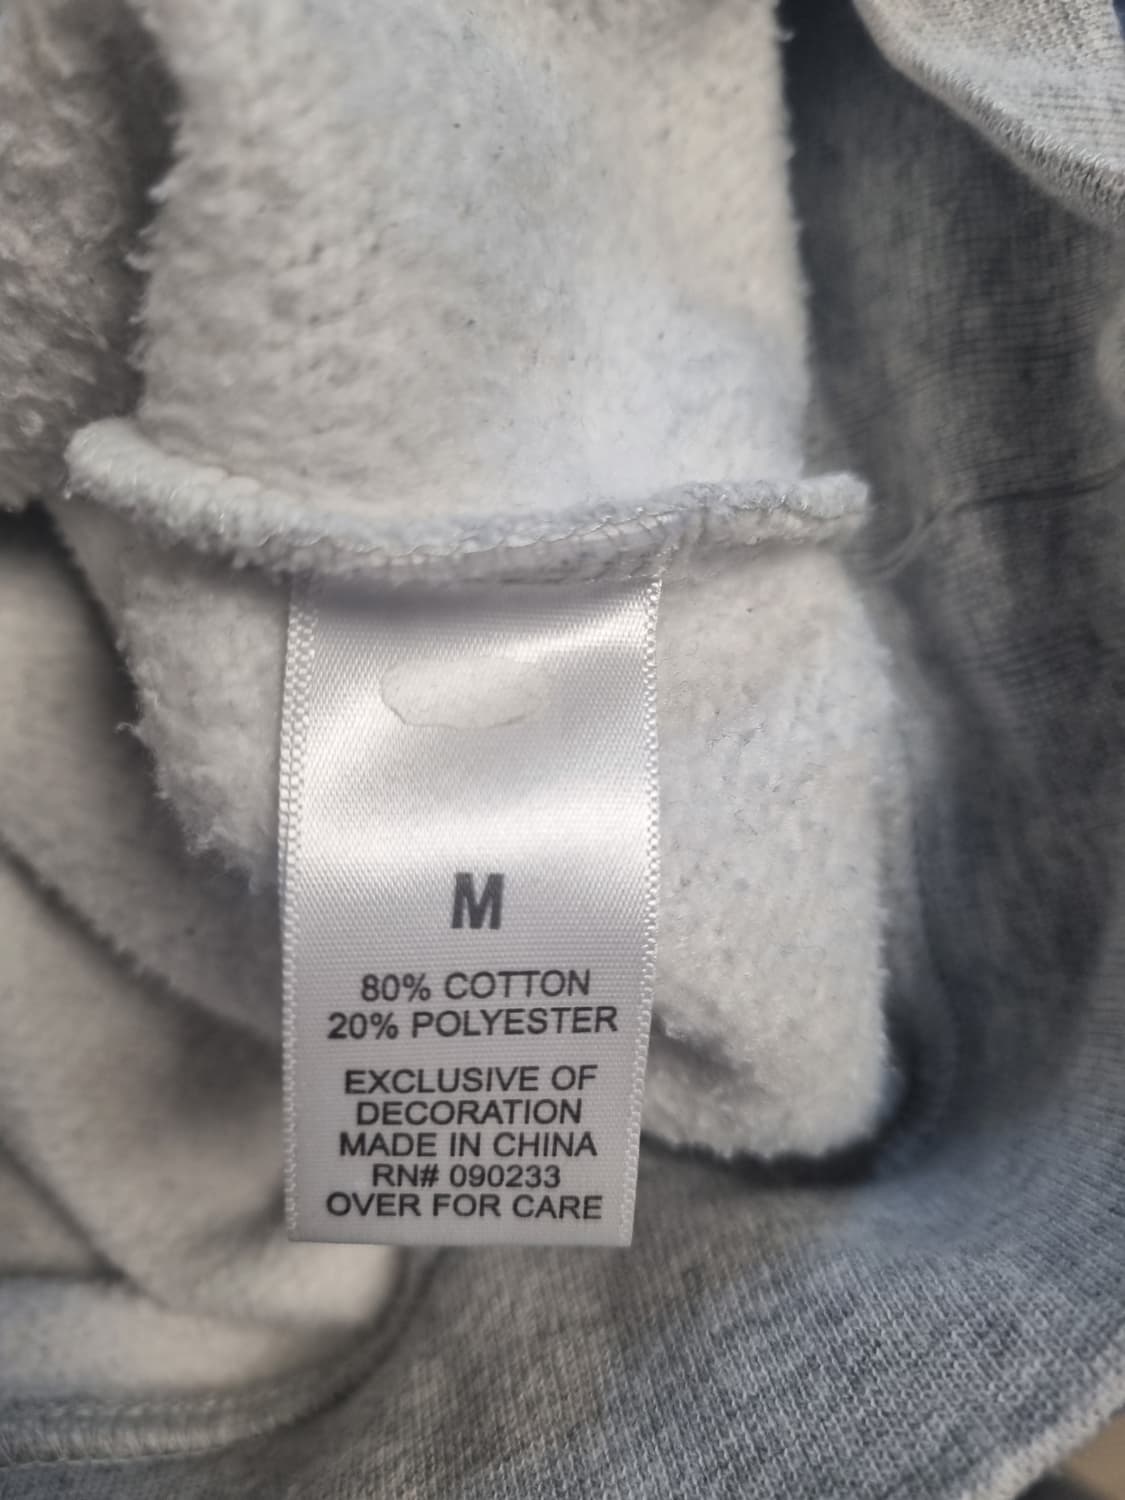 M
80% COTTON
20% POLYESTER
EXCLUSIVE OF
DECORATION
MADE IN CHINA
RN# 090233
OVER FOR CARE